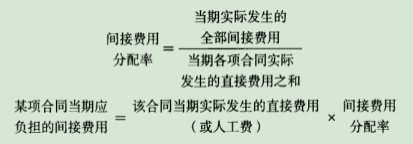 当期实际发生的
全部间接费用
间接费用
分配率
=
当期各项合同实际
发生的直接费用之和
某项合同当期应
负担的间接费用
=
该合同当期实际发生的直接费用
（或人工费）
×
间接费用
分配率